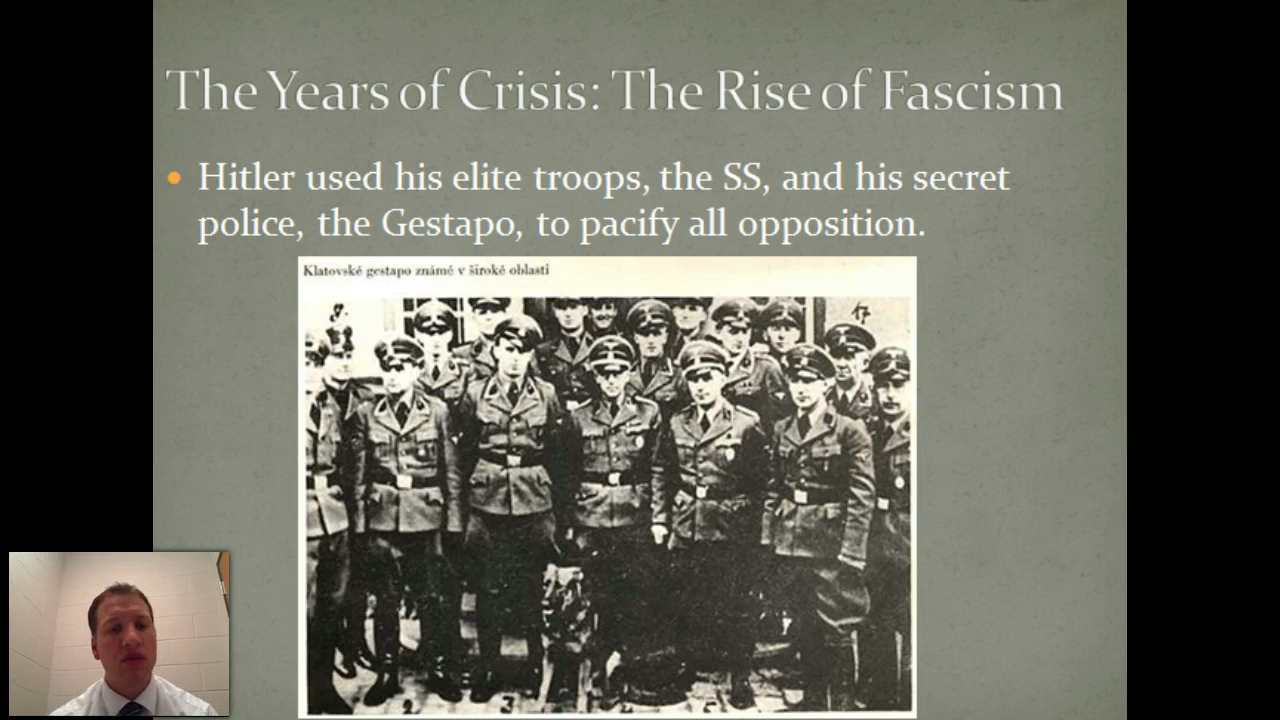 The Years of Crisis: The Rise of Fascism
Hitler used his elite troops, the SS, and his secret
police, the Gestapo, to pacify all opposition.
Klatovské gestapo známé v široké oblasti